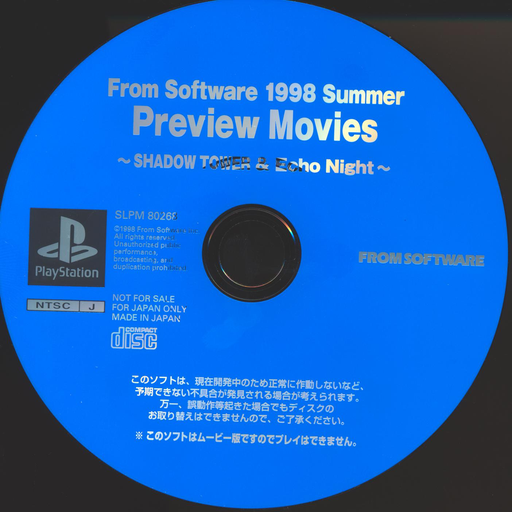 From Software 1998 Summer
Preview Movies
～SHADOW TOWER & Echo Night～
SLPM 80268
©1998 From Software
All rights reserved
Unauthorized public
performance,
broadcasting, and
duplication prohibited
PlayStation
FROMSOFTWARE
NTSC J
NOT FOR SALE
FOR JAPAN ONLY
MADE IN JAPAN
COMPACT
disc
このソフトは、現在開発中のため正常に作動しないなど、
予期できない不具合が発見される場合が考えられます。
万一、誤動作等起きた場合でもディスクの
お取り替えはできませんので、ご了承ください。
※ このソフトはムービー版ですのでプレイはできません。